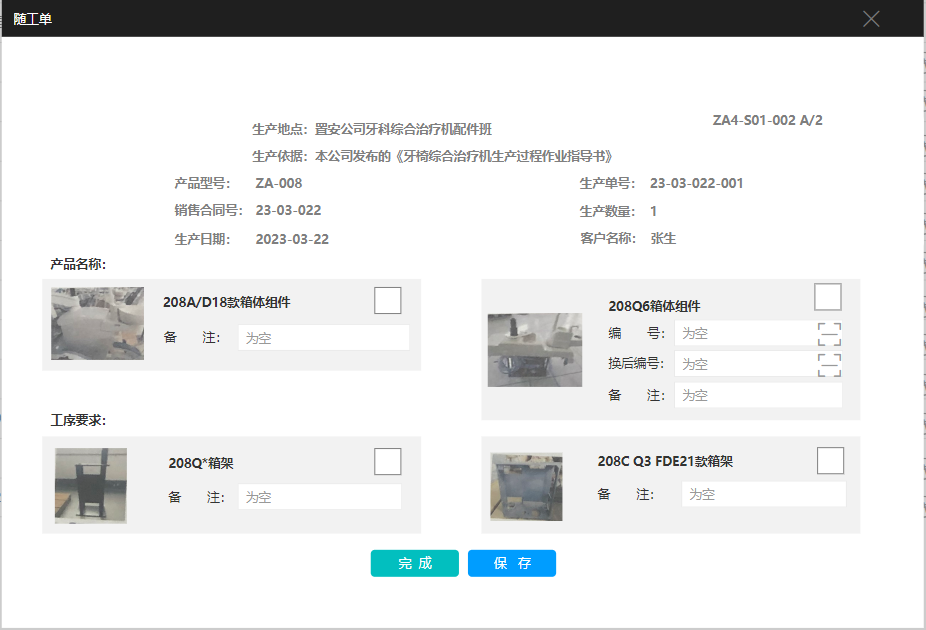 随工单
ZA4-S01-002 A/2
生产地点：置安公司牙科综合治疗机配件班
生产依据：本公司发布的《牙椅综合治疗机生产过程作业指导书》
产品型号： ZA-008 生产单号： 23-03-022-001
销售合同号： 23-03-022 生产数量： 1
生产日期： 2023-03-22 客户名称： 张生
产品名称：
208A/D18款箱体组件
备 注： 为空
208Q6箱体组件
编 号： 为空
换后编号： 为空
备 注： 为空
工序要求：
208Q*箱架
备 注： 为空
208C Q3 FDE21款箱架
备 注： 为空
完 成 保 存